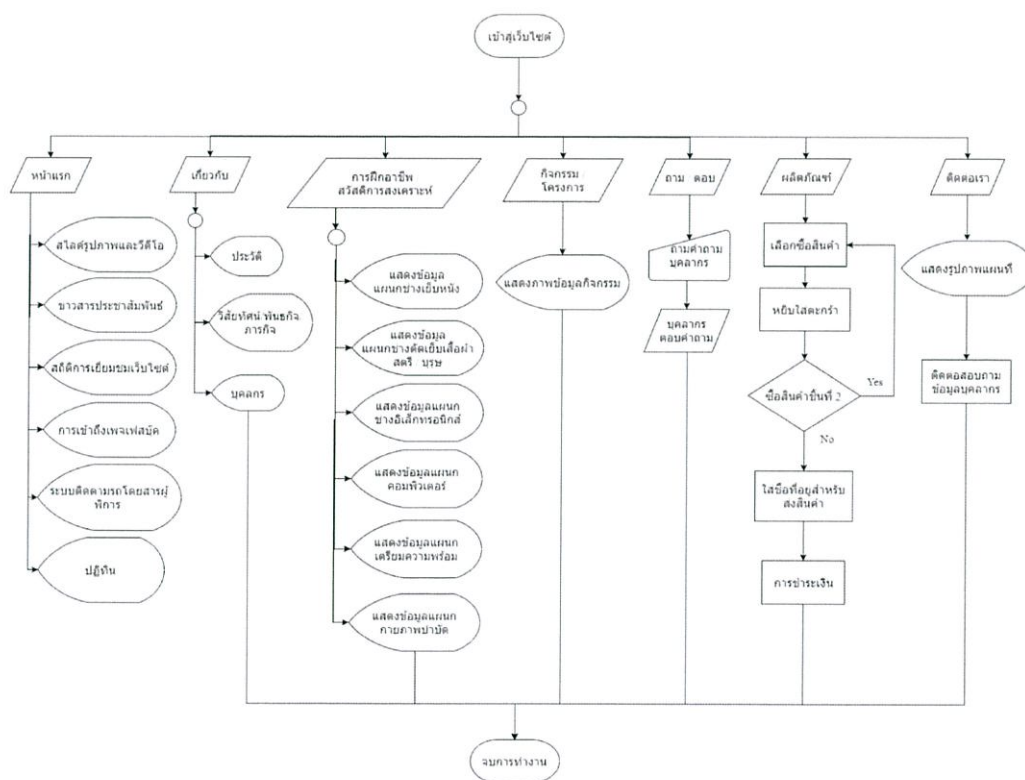 เข้าสู่เว็บไซต์
หน้าแรก
สไลด์รูปภาพและวีดีโอ
ข่าวสารประชาสัมพันธ์
สถิติการเยี่ยมชมเว็บไซต์
การเข้าถึงเพจเฟสบุ๊ค
ระบบติดตามรถโดยสารผู้
พิการ
ปฏิทิน
เกี่ยวกับ
ประวัติ
วิสัยทัศน์/พันธกิจ/
ภารกิจ
บุคลกร
การฝึกอาชีพ
สวัสดิการสงเคราะห์
แสดงข้อมูล
แผนกช่างเย็บหนัง
แสดงข้อมูล
แผนกช่างตัดเย็บเสื้อผ้า
สตรี บุรุษ
แสดงข้อมูลแผนก
ช่างอิเล็กทรอนิกส์
แสดงข้อมูลแผนก
คอมพิวเตอร์
แสดงข้อมูลแผนก
เตรียมความพร้อม
แสดงข้อมูลแผนก
กายภาพบำบัด
กิจกรรม
โครงการ
แสดงภาพข้อมูลกิจกรรม
ถาม ตอบ
ถามคำถาม
บุคลากร
บุคลากร
ตอบคำถาม
ผลิตภัณฑ์
เลือกซื้อสินค้า
หยิบใส่ตะกร้า
ซื้อสินค้าชิ้นที่ 2
Yes
No
ใส่ชื่อที่อยู่สำหรับ
ส่งสินค้า
การชำระเงิน
ติดต่อเรา
แสดงรูปภาพแผนที่
ติดต่อสอบถาม
ข้อมูลบุคลากร
จบการทำงาน